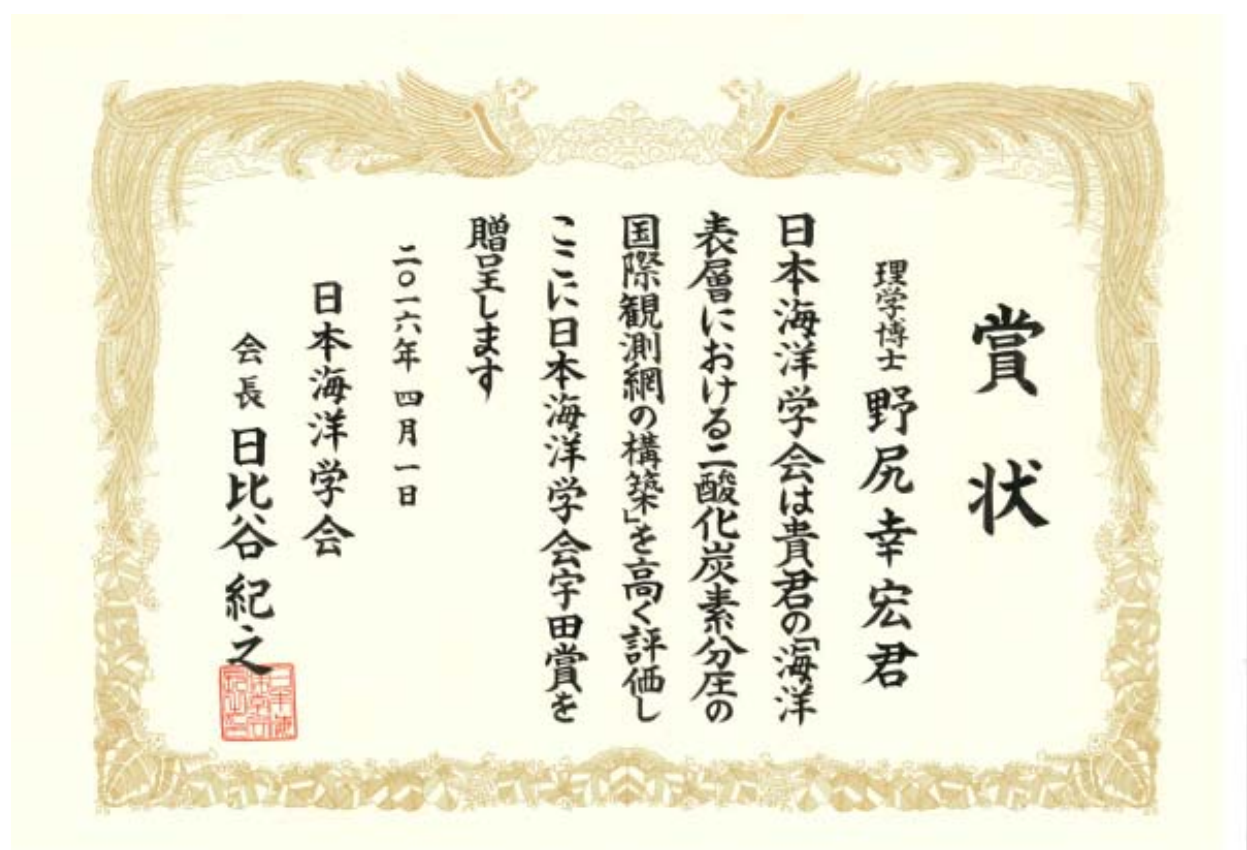 賞状
理学博士 野尻幸宏君
日本海洋学会は貴君の「海洋
表層における二酸化炭素分圧の
国際観測網の構築」を高く評価し
ここに日本海洋学会宇田賞を
贈呈します
二〇一六年 四月一日
日本海洋学会
会長 日比谷 紀之